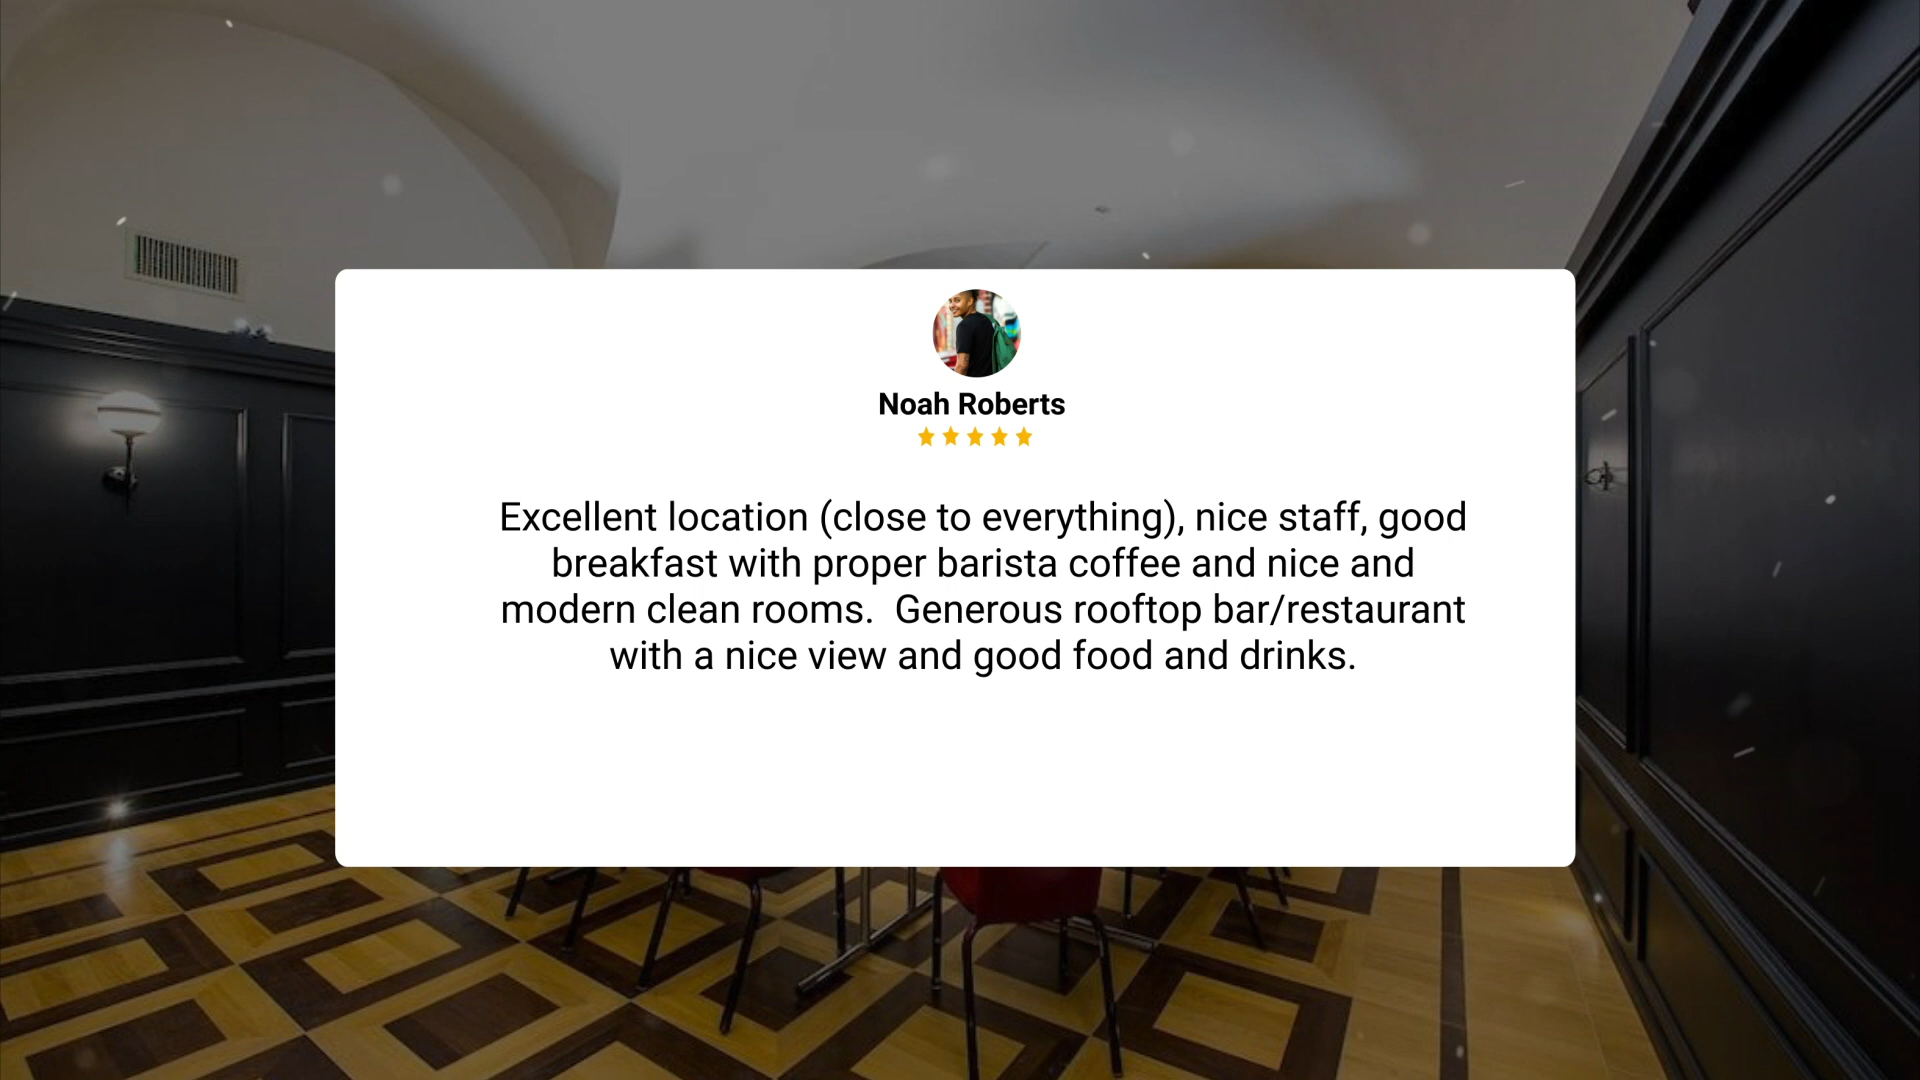 Noah Roberts
Excellent location (close to everything), nice staff, good
breakfast with proper barista coffee and nice and
modern clean rooms.  Generous rooftop bar/restaurant
with a nice view and good food and drinks.